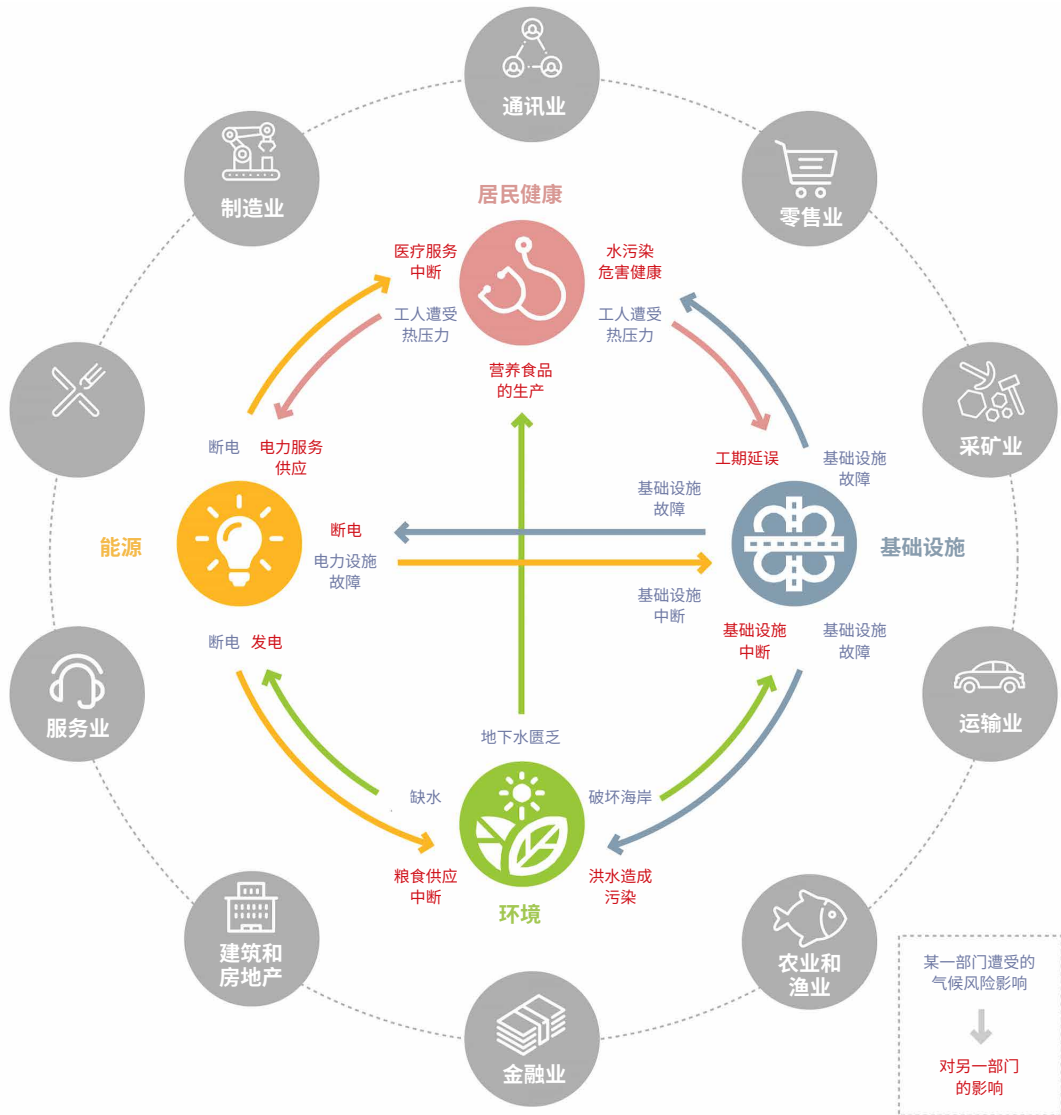 通讯业
制造业
零售业
居民健康
医疗服务
中断
水污染
危害健康
工人遭受
热压力
工人遭受
热压力
营养食品
的生产
采矿业
断电
电力服务
供应
工期延误
基础设施
故障
基础设施
故障
断电
能源
基础设施
电力设施
故障
基础设施
中断
断电
发电
基础设施
中断
基础设施
故障
服务业
运输业
地下水匮乏
缺水
破坏海岸
粮食供应
中断
洪水造成
污染
环境
建筑和
房地产
农业和
渔业
金融业
某一部门遭受的
气候风险影响
对另一部门
的影响